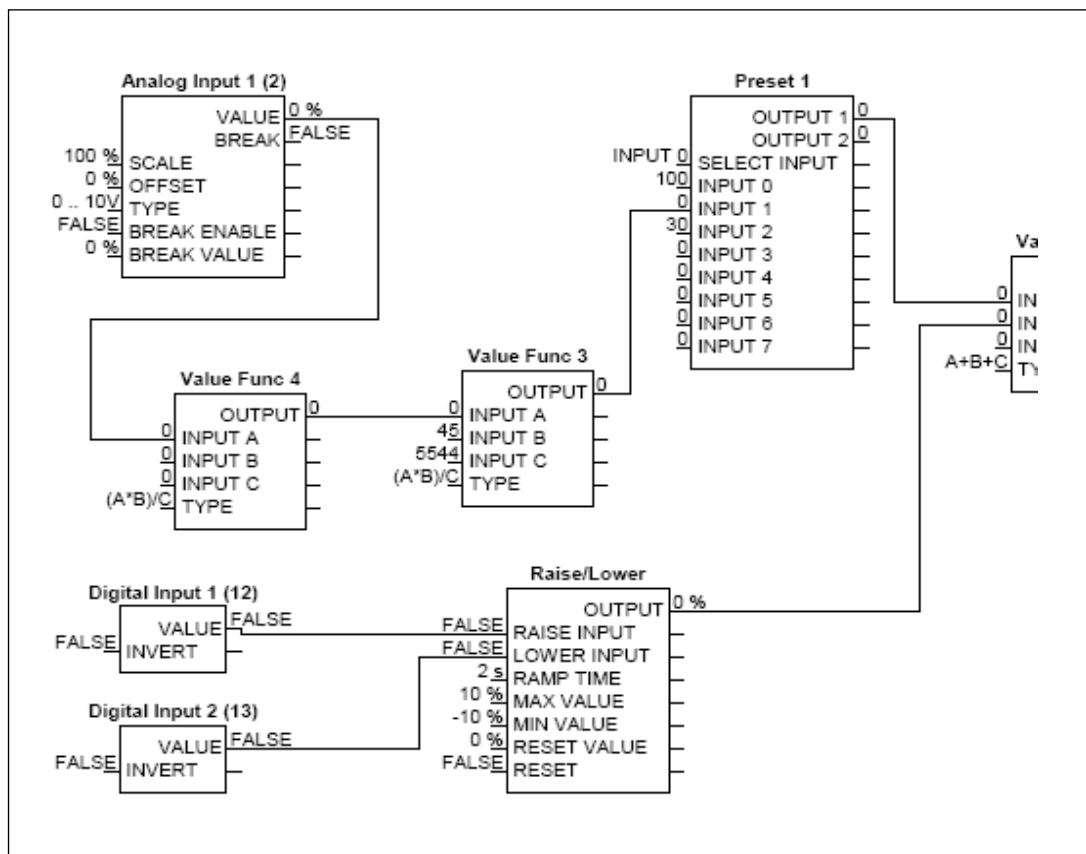 Analog Input 1 (2)
VALUE 0 %
BREAK FALSE
100 % SCALE
0 % OFFSET
0 .. 10V TYPE
FALSE BREAK ENABLE
0 % BREAK VALUE
Preset 1
OUTPUT 1 0
OUTPUT 2 0
INPUT 0 SELECT INPUT
100 INPUT 0
0 INPUT 1
30 INPUT 2
0 INPUT 3
0 INPUT 4
0 INPUT 5
0 INPUT 6
0 INPUT 7
Va
0 IN
0 IN
0 IN
A+B+C TY
Value Func 4
OUTPUT 0
0 INPUT A
0 INPUT B
0 INPUT C
(A*B)/C TYPE
Value Func 3
OUTPUT 0
0 INPUT A
45 INPUT B
5544 INPUT C
(A*B)/C TYPE
Digital Input 1 (12)
VALUE FALSE
FALSE INVERT
Digital Input 2 (13)
VALUE FALSE
FALSE INVERT
Raise/Lower
OUTPUT 0 %
FALSE RAISE INPUT
FALSE LOWER INPUT
2 s RAMP TIME
10 % MAX VALUE
-10 % MIN VALUE
0 % RESET VALUE
FALSE RESET